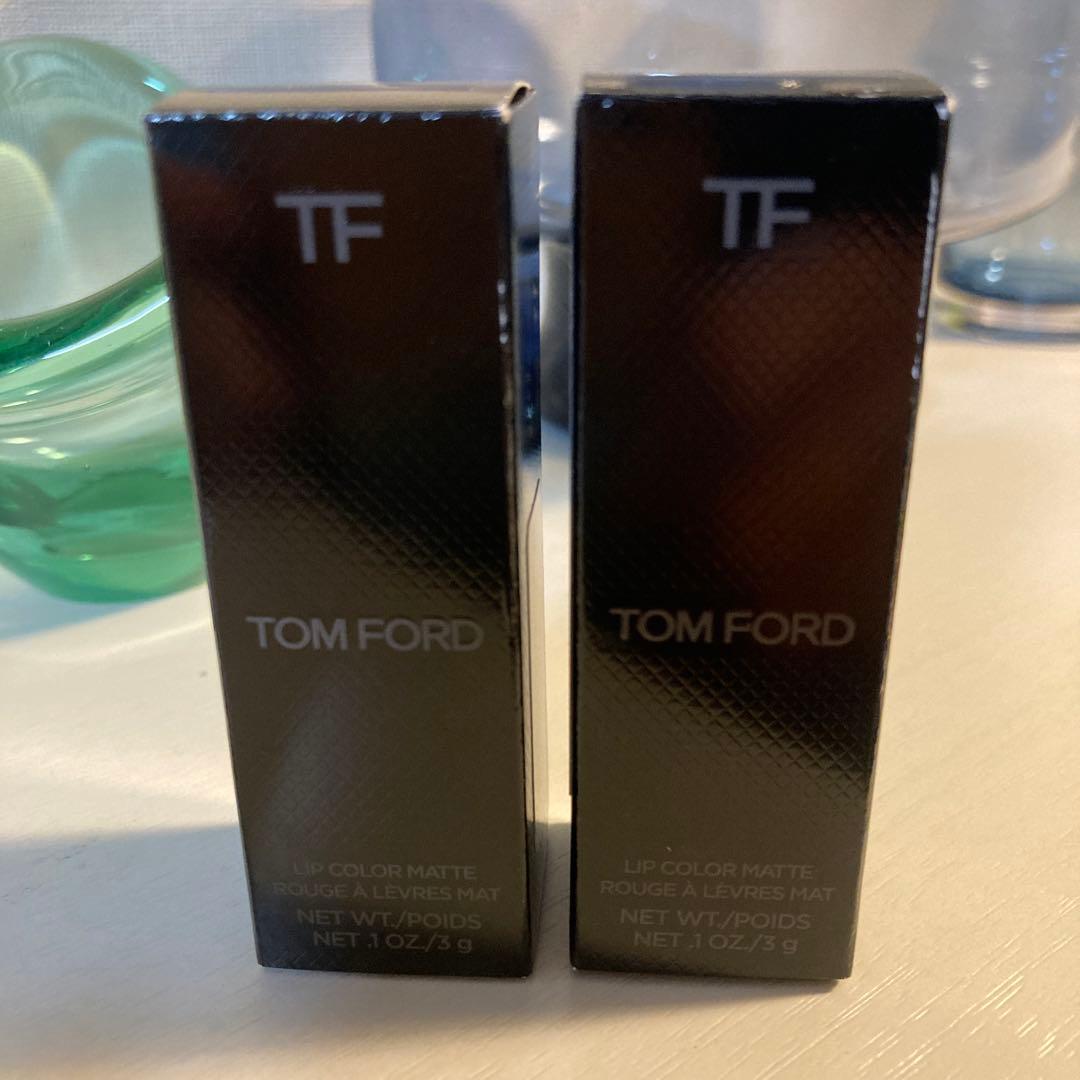 TF
TOM FORD
LIP COLOR MATTE
ROUGE À LÈVRES MAT
NET WT./POIDS
NET .1 OZ./3 g
TF
TOM FORD
LIP COLOR MATTE
ROUGE À LÈVRES MAT
NET WT./POIDS
NET .1 OZ./3 g